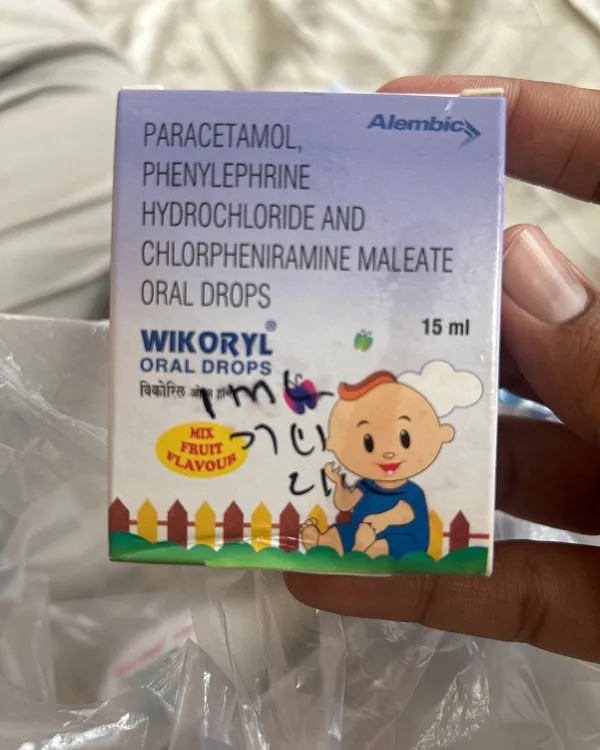 Alembic
PARACETAMOL,
PHENYLEPHRINE
HYDROCHLORIDE AND
CHLORPHENIRAMINE MALEATE
ORAL DROPS
15 ml
WIKORYL®
ORAL DROPS
विकोरिल
MIX
FRUIT
FLAVOUR